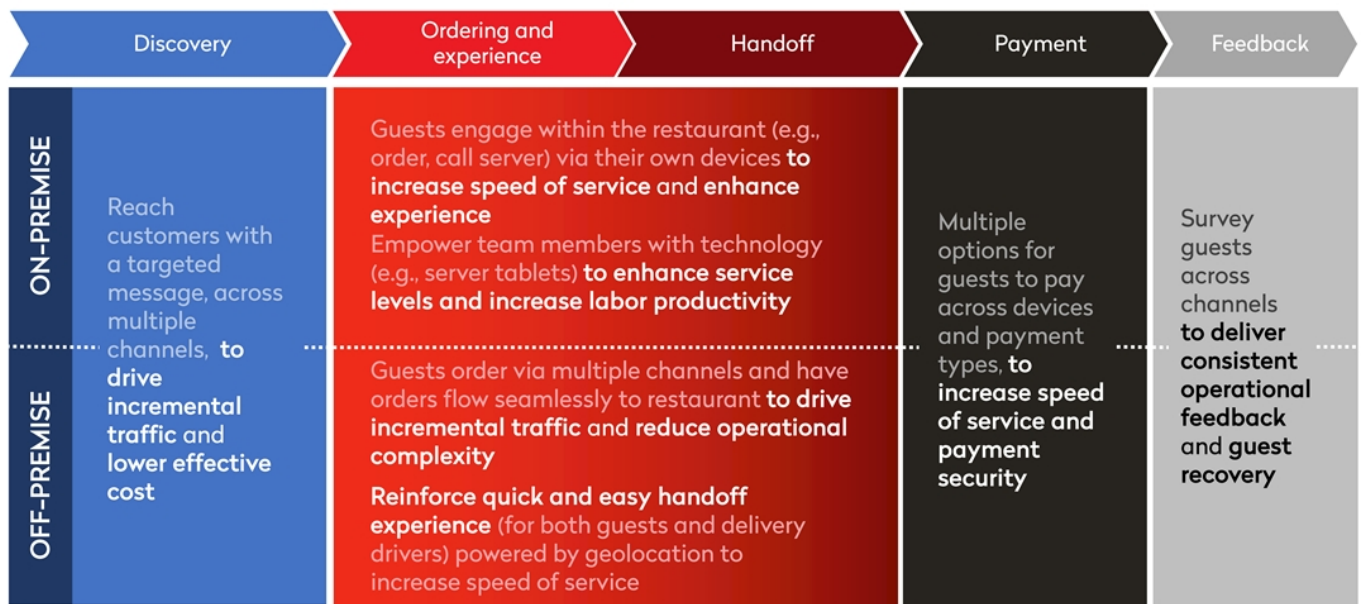 Discovery
Ordering and
experience
Handoff
Payment
Feedback
ON-PREMISE
OFF-PREMISE
Reach
customers with
a targeted
message, across
multiple
channels, to
drive
incremental
traffic and
lower effective
cost
Guests engage within the restaurant (e.g.,
order, call server) via their own devices to
increase speed of service and enhance
experience
Empower team members with technology
(e.g., server tablets) to enhance service
levels and increase labor productivity
Guests order via multiple channels and have
orders flow seamlessly to restaurant to drive
incremental traffic and reduce operational
complexity
Reinforce quick and easy handoff
experience (for both guests and delivery
drivers) powered by geolocation to
increase speed of service
Multiple
options for
guests to pay
across devices
and payment
types, to
increase speed
of service and
payment
security
Survey
guests
across
channels
to deliver
consistent
operational
feedback
and guest
recovery